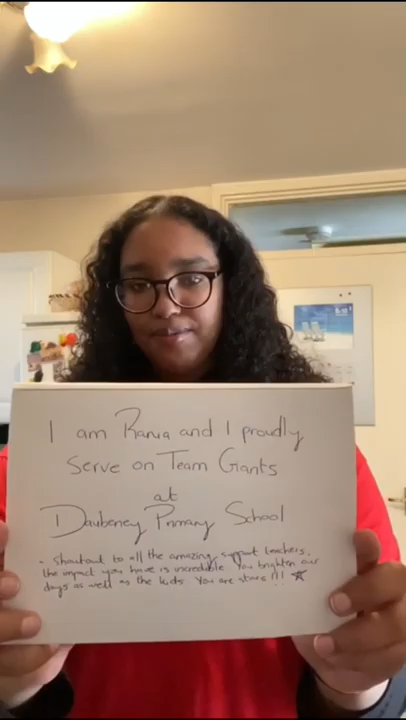 I am Rania and I proudly
serve on Team Giants
at
Daubeney Primary School
- Shoutout to all the amazing support teachers,
the impact you have is incredible You brighten our
days as well as the kids You are stars!!!